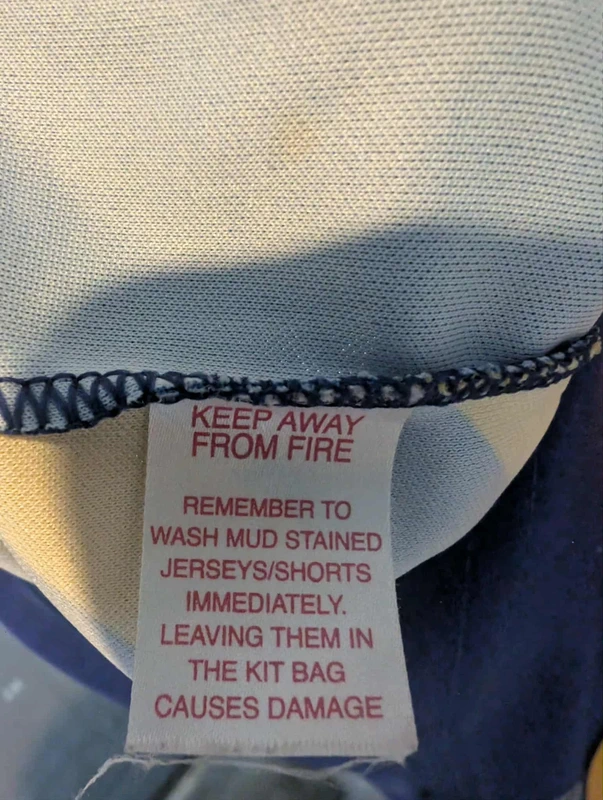 KEEP AWAY
FROM FIRE
REMEMBER TO
WASH MUD STAINED
JERSEYS/SHORTS
IMMEDIATELY.
LEAVING THEM IN
THE KIT BAG
CAUSES DAMAGE